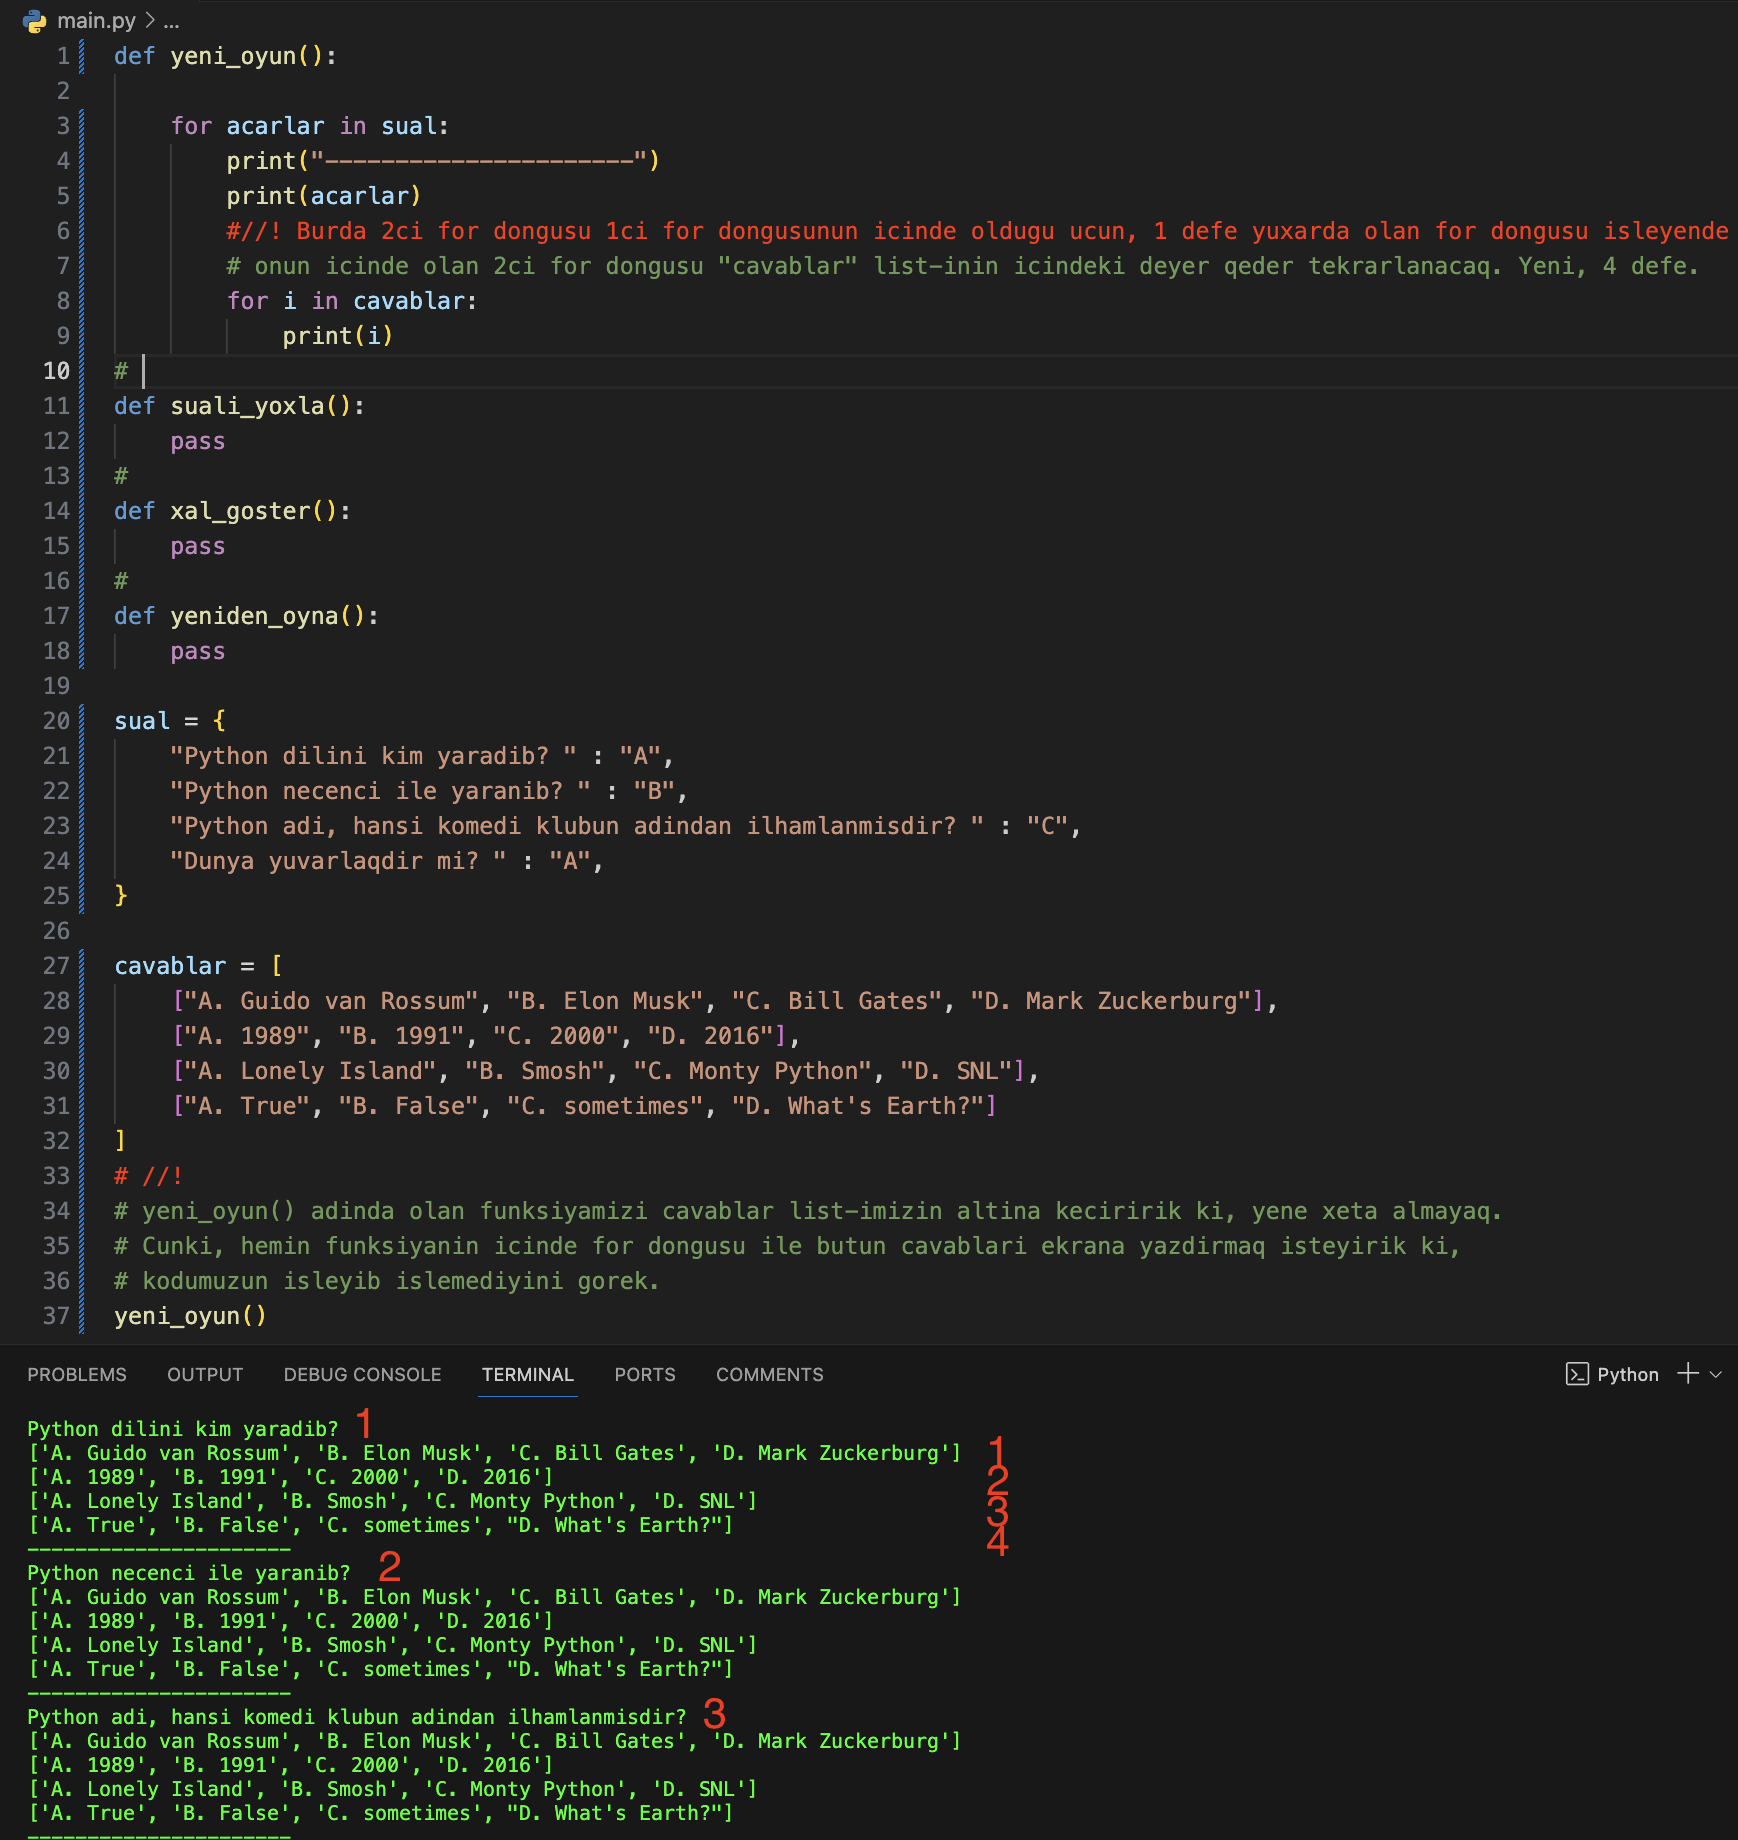 main.py > ...
1 def yeni_oyun():
2
3     for acarlar in sual:
4         print("----------------------")
5         print(acarlar)
6         #//! Burda 2ci for dongusu 1ci for dongusunun icinde oldugu ucun, 1 defe yuxarda olan for dongusu isleyende
7         # onun icinde olan 2ci for dongusu "cavablar" list-inin icindeki deyer qeder tekrarlanacaq. Yeni, 4 defe.
8         for i in cavablar:
9             print(i)
10 #
11 def suali_yoxla():
12     pass
13 #
14 def xal_goster():
15     pass
16 #
17 def yeniden_oyna():
18     pass
19
20 sual = {
21     "Python dilini kim yaradib? " : "A",
22     "Python necenci ile yaranib? " : "B",
23     "Python adi, hansi komedi klubun adindan ilhamlanmisdir? " : "C",
24     "Dunya yuvarlaqdir mi? " : "A",
25 }
26
27 cavablar = [
28     ["A. Guido van Rossum", "B. Elon Musk", "C. Bill Gates", "D. Mark Zuckerburg"],
29     ["A. 1989", "B. 1991", "C. 2000", "D. 2016"],
30     ["A. Lonely Island", "B. Smosh", "C. Monty Python", "D. SNL"],
31     ["A. True", "B. False", "C. sometimes", "D. What's Earth?"]
32 ]
33 # //!
34 # yeni_oyun() adinda olan funksiyamizi cavablar list-imizin altina keciririk ki, yene xeta almayaq.
35 # Cunki, hemin funksiyanin icinde for dongusu ile butun cavablari ekrana yazdirmaq isteyirik ki,
36 # kodumuzun isleyib islemediyini gorek.
37 yeni_oyun()
PROBLEMS OUTPUT DEBUG CONSOLE TERMINAL PORTS COMMENTS Python
Python dilini kim yaradib? 1
['A. Guido van Rossum', 'B. Elon Musk', 'C. Bill Gates', 'D. Mark Zuckerburg'] 1
['A. 1989', 'B. 1991', 'C. 2000', 'D. 2016'] 2
['A. Lonely Island', 'B. Smosh', 'C. Monty Python', 'D. SNL'] 3
['A. True', 'B. False', 'C. sometimes', "D. What's Earth?"] 4
----------------------
Python necenci ile yaranib? 2
['A. Guido van Rossum', 'B. Elon Musk', 'C. Bill Gates', 'D. Mark Zuckerburg']
['A. 1989', 'B. 1991', 'C. 2000', 'D. 2016']
['A. Lonely Island', 'B. Smosh', 'C. Monty Python', 'D. SNL']
['A. True', 'B. False', 'C. sometimes', "D. What's Earth?"]
----------------------
Python adi, hansi komedi klubun adindan ilhamlanmisdir? 3
['A. Guido van Rossum', 'B. Elon Musk', 'C. Bill Gates', 'D. Mark Zuckerburg']
['A. 1989', 'B. 1991', 'C. 2000', 'D. 2016']
['A. Lonely Island', 'B. Smosh', 'C. Monty Python', 'D. SNL']
['A. True', 'B. False', 'C. sometimes', "D. What's Earth?"]
----------------------